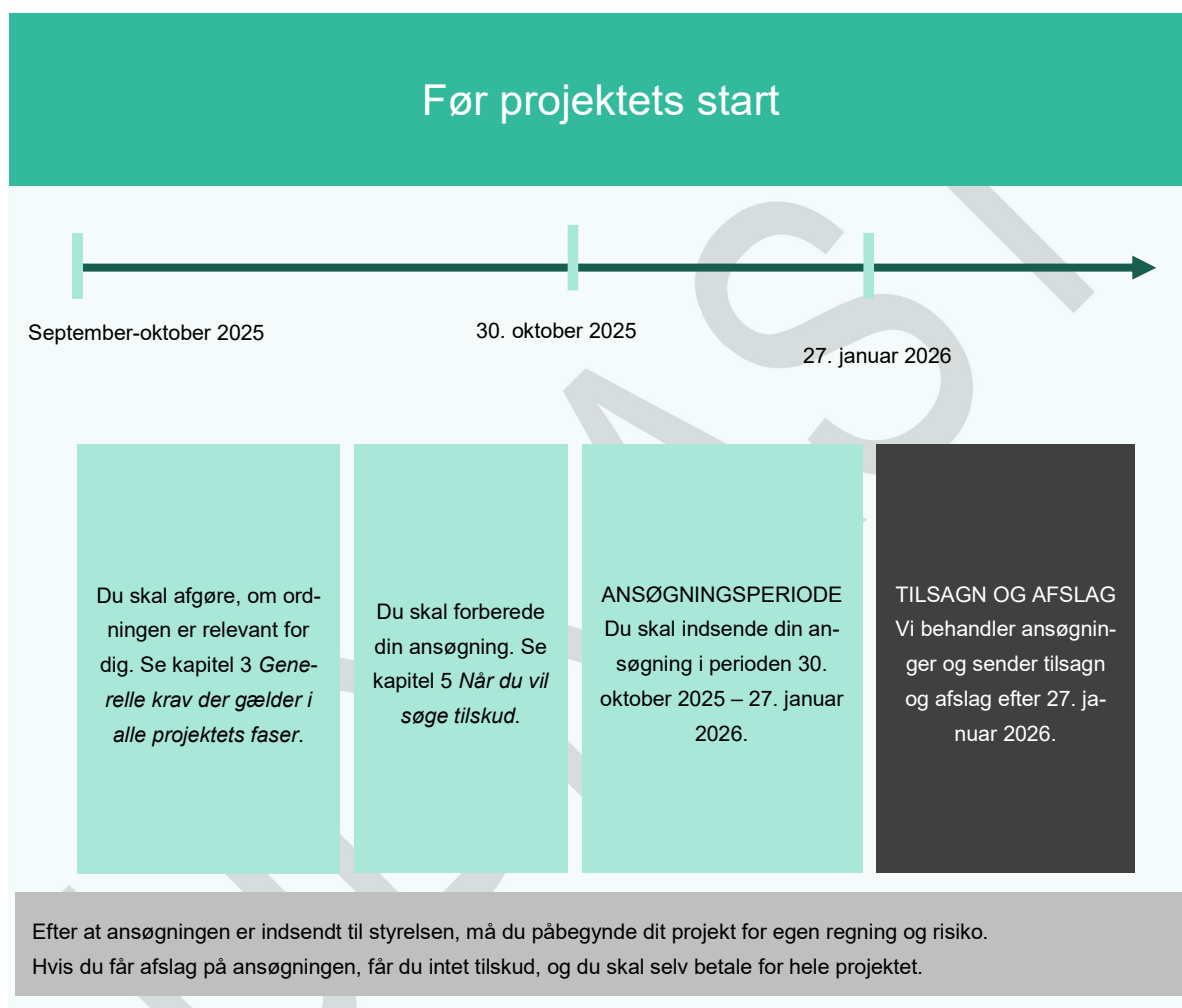 Før projektets start
September-oktober 2025
30. oktober 2025
27. januar 2026
Du skal afgøre, om ord-
ningen er relevant for
dig. Se kapitel 3 Gene-
relle krav der gælder i
alle projektets faser.
Du skal forberede
din ansøgning. Se
kapitel 5 Når du vil
søge tilskud.
ANSØGNINGSPERIODE
Du skal indsende din an-
søgning i perioden 30.
oktober 2025 – 27. januar
2026.
TILSAGN OG AFSLAG
Vi behandler ansøgnin-
ger og sender tilsagn
og afslag efter 27. ja-
nuar 2026.
Efter at ansøgningen er indsendt til styrelsen, må du påbegynde dit projekt for egen regning og risiko.
Hvis du får afslag på ansøgningen, får du intet tilskud, og du skal selv betale for hele projektet.